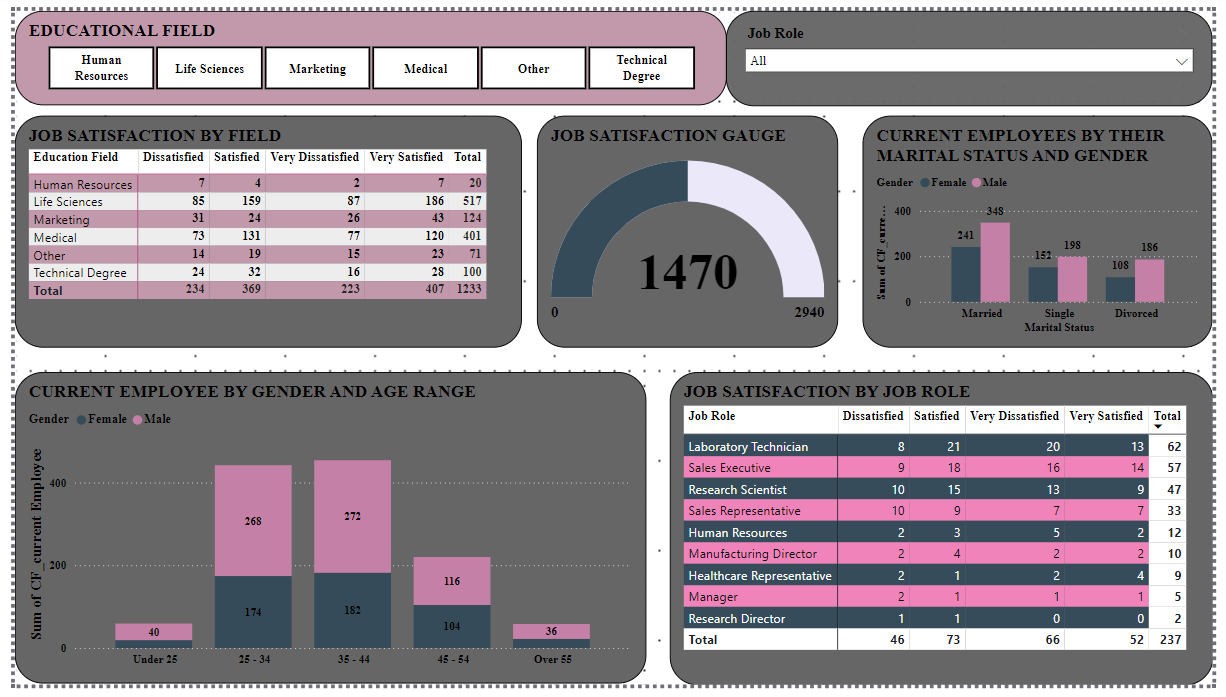 EDUCATIONAL FIELD
Human Resources
Life Sciences
Marketing
Medical
Other
Technical Degree
Job Role
All
JOB SATISFACTION BY FIELD
Education Field Dissatisfied Satisfied Very Dissatisfied Very Satisfied Total
Human Resources 7 4 2 7 20
Life Sciences 85 159 87 186 517
Marketing 31 24 26 43 124
Medical 73 131 77 120 401
Other 14 19 15 23 71
Technical Degree 24 32 16 28 100
Total 234 369 223 407 1233
JOB SATISFACTION GAUGE
1470
0 2940
CURRENT EMPLOYEES BY THEIR
MARITAL STATUS AND GENDER
Gender Female Male
Sum of CF_curre...
400
200
0
241 348
152 198
108 186
Married Single Divorced
Marital Status
CURRENT EMPLOYEE BY GENDER AND AGE RANGE
Gender Female Male
Sum of CF_current Employee
400
200
0
40
268
174
272
182
116
104
36
Under 25 25 - 34 35 - 44 45 - 54 Over 55
JOB SATISFACTION BY JOB ROLE
Job Role Dissatisfied Satisfied Very Dissatisfied Very Satisfied Total
Laboratory Technician 8 21 20 13 62
Sales Executive 9 18 16 14 57
Research Scientist 10 15 13 9 47
Sales Representative 10 9 7 7 33
Human Resources 2 3 5 2 12
Manufacturing Director 2 4 2 2 10
Healthcare Representative 2 1 2 4 9
Manager 2 1 1 1 5
Research Director 1 1 0 0 2
Total 46 73 66 52 237